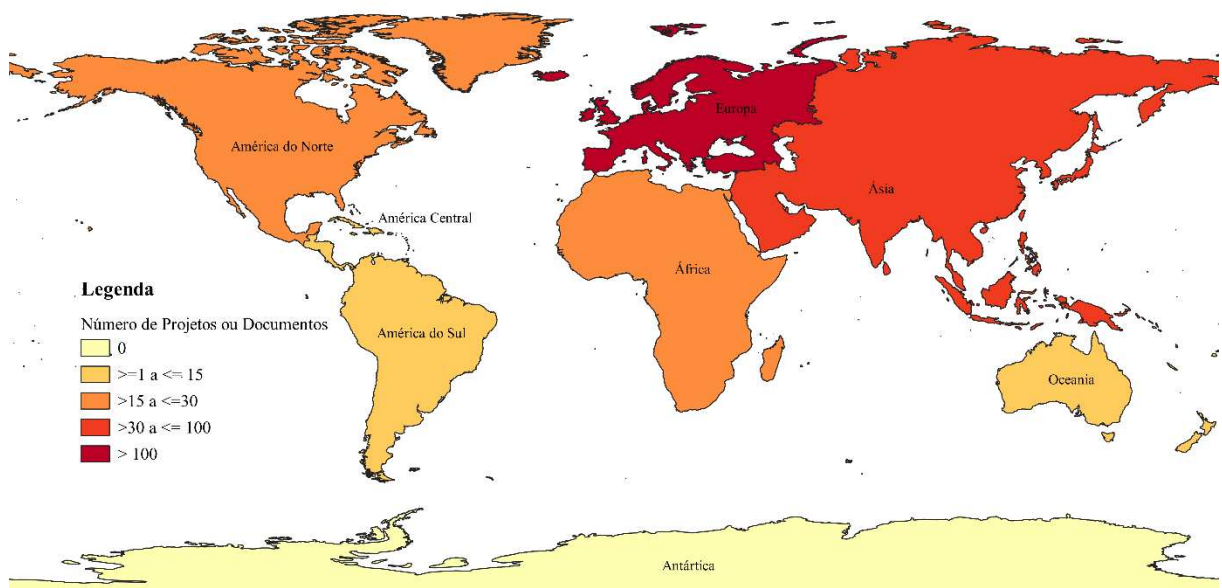 Europa
América do Norte
Ásia
América Central
África
Legenda
Número de Projetos ou Documentos
0
>=1 a <= 15
>15 a <=30
>30 a <= 100
> 100
América do Sul
Oceania
Antártica